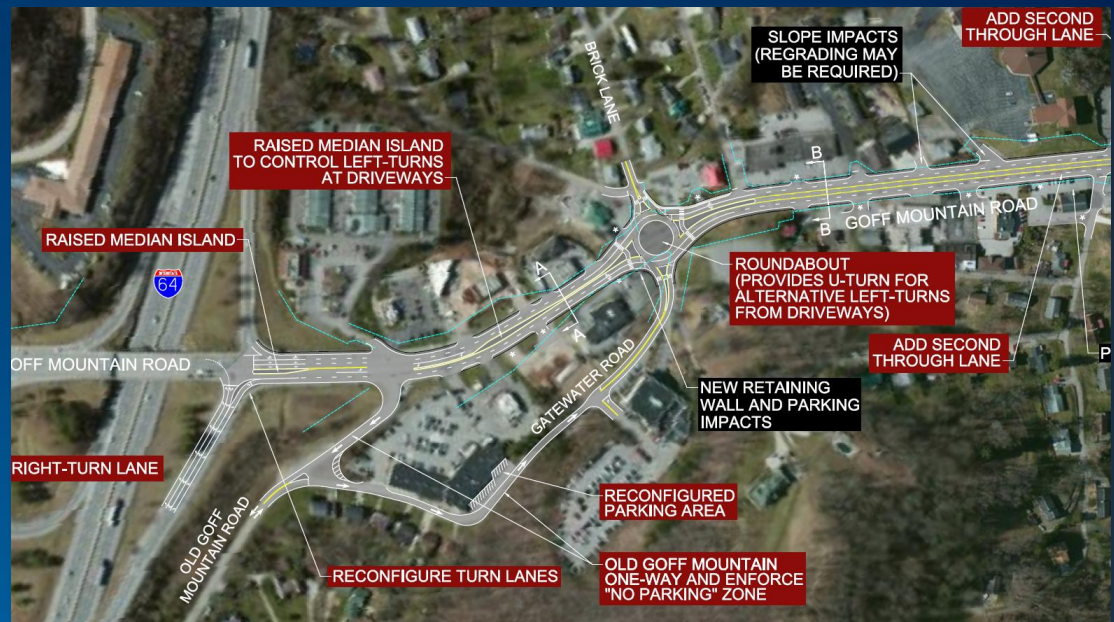 ADD SECOND
THROUGH LANE
SLOPE IMPACTS
(REGRADING MAY
BE REQUIRED)
BRICK LANE
RAISED MEDIAN ISLAND
TO CONTROL LEFT-TURNS
AT DRIVEWAYS
B
B
GOFF MOUNTAIN ROAD
RAISED MEDIAN ISLAND
64
A
A
ROUNDABOUT
(PROVIDES U-TURN FOR
ALTERNATIVE LEFT-TURNS
FROM DRIVEWAYS)
ADD SECOND
THROUGH LANE
P
OFF MOUNTAIN ROAD
GATEWATER ROAD
NEW RETAINING
WALL AND PARKING
IMPACTS
RIGHT-TURN LANE
OLD GOFF
MOUNTAIN ROAD
RECONFIGURED
PARKING AREA
RECONFIGURE TURN LANES
OLD GOFF MOUNTAIN
ONE-WAY AND ENFORCE
"NO PARKING" ZONE